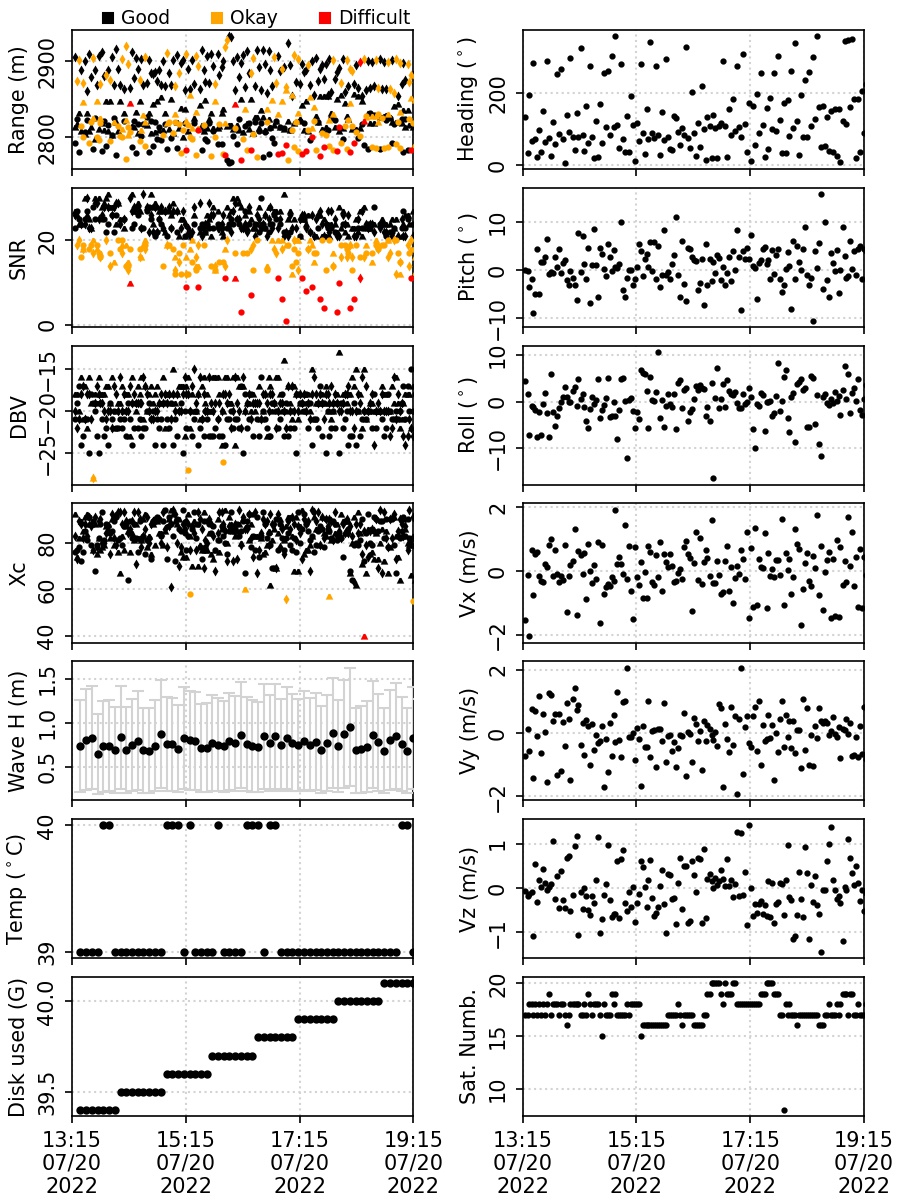 Good Okay Difficult
Range (m)
2900
2800
Heading (°)
200
0
SNR
20
0
Pitch (°)
10
0
−10
DBV
−15
−20
−25
Roll (°)
10
0
−10
Xc
80
60
40
Vx (m/s)
2
0
−2
Wave H (m)
1.5
1.0
0.5
Vy (m/s)
2
0
−2
Temp (°C)
40
39
Vz (m/s)
1
0
−1
Disk used (G)
40.0
39.5
Sat. Numb.
20
15
10
13:15 15:15 17:15 19:15 13:15 15:15 17:15 19:15
07/20 07/20 07/20 07/20 07/20 07/20 07/20 07/20
2022 2022 2022 2022 2022 2022 2022 2022